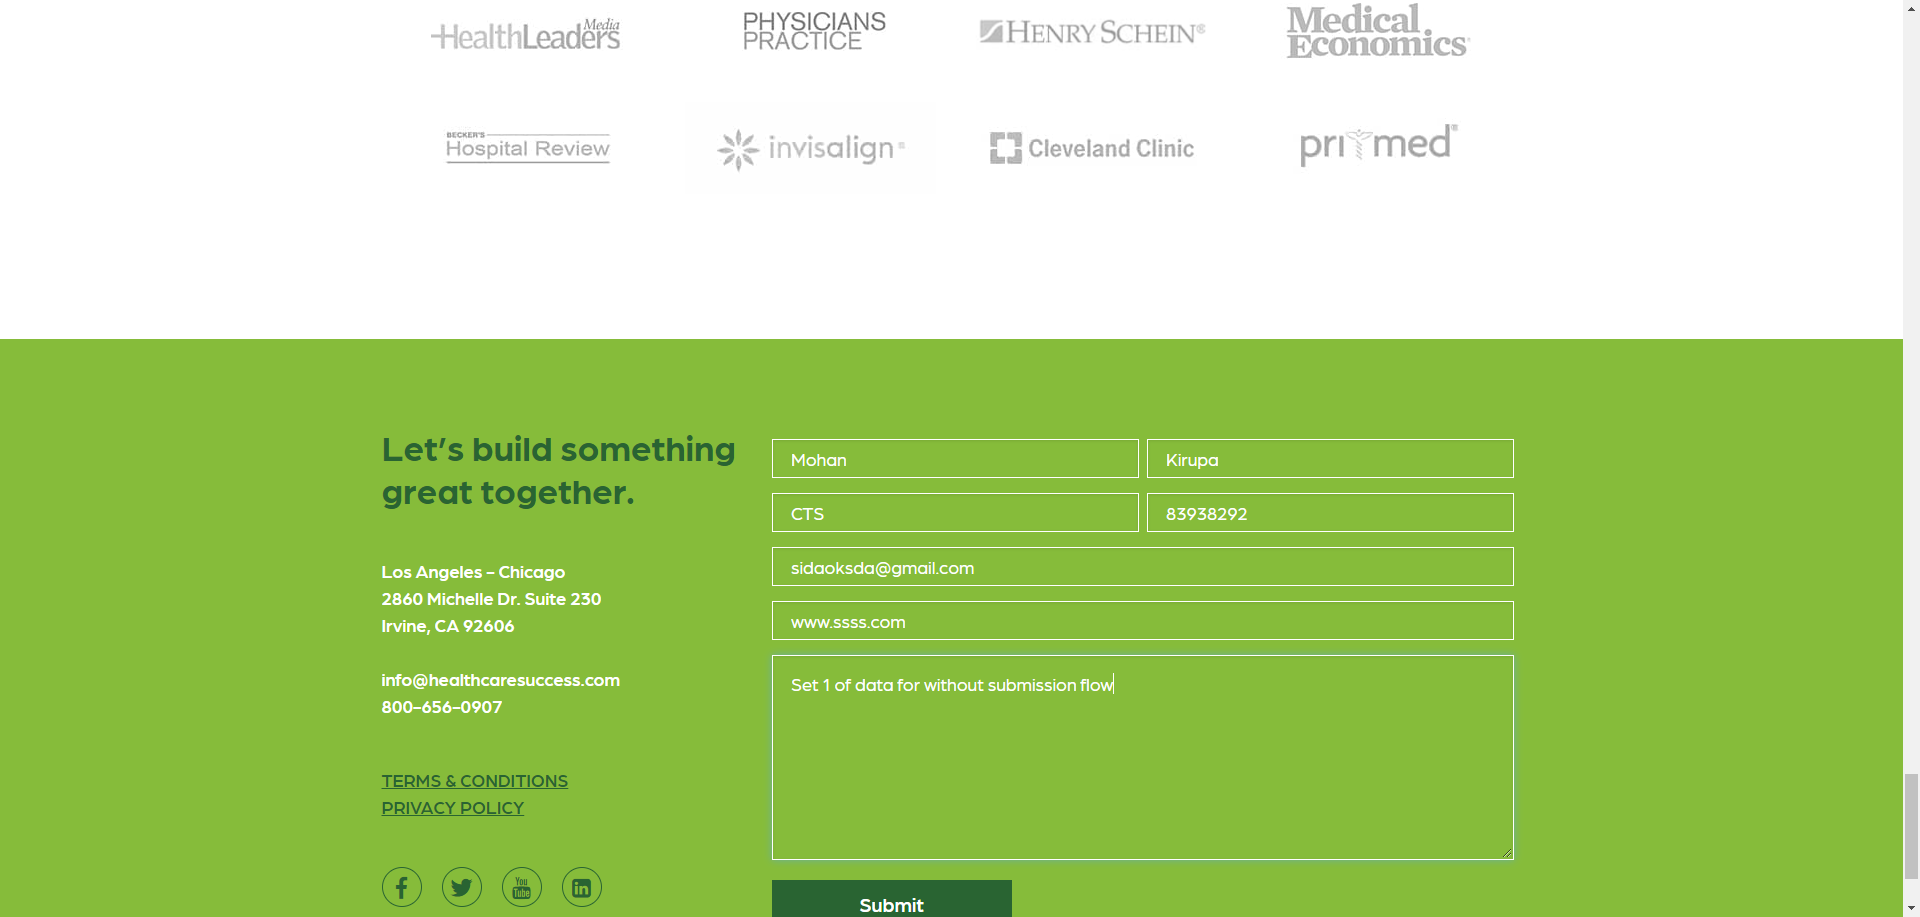 HealthLeaders Media
PHYSICIANS
PRACTICE
HENRY SCHEIN®
Medical
Economics
BECKER'S
Hospital Review
invisalign®
Cleveland Clinic
primed®
Let’s build something
great together.
Los Angeles - Chicago
2860 Michelle Dr. Suite 230
Irvine, CA 92606
info@healthcaresuccess.com
800-656-0907
TERMS & CONDITIONS
PRIVACY POLICY
You
Tube
in
Mohan
Kirupa
CTS
83938292
sidaoksda@gmail.com
www.ssss.com
Set 1 of data for without submission flow
Submit